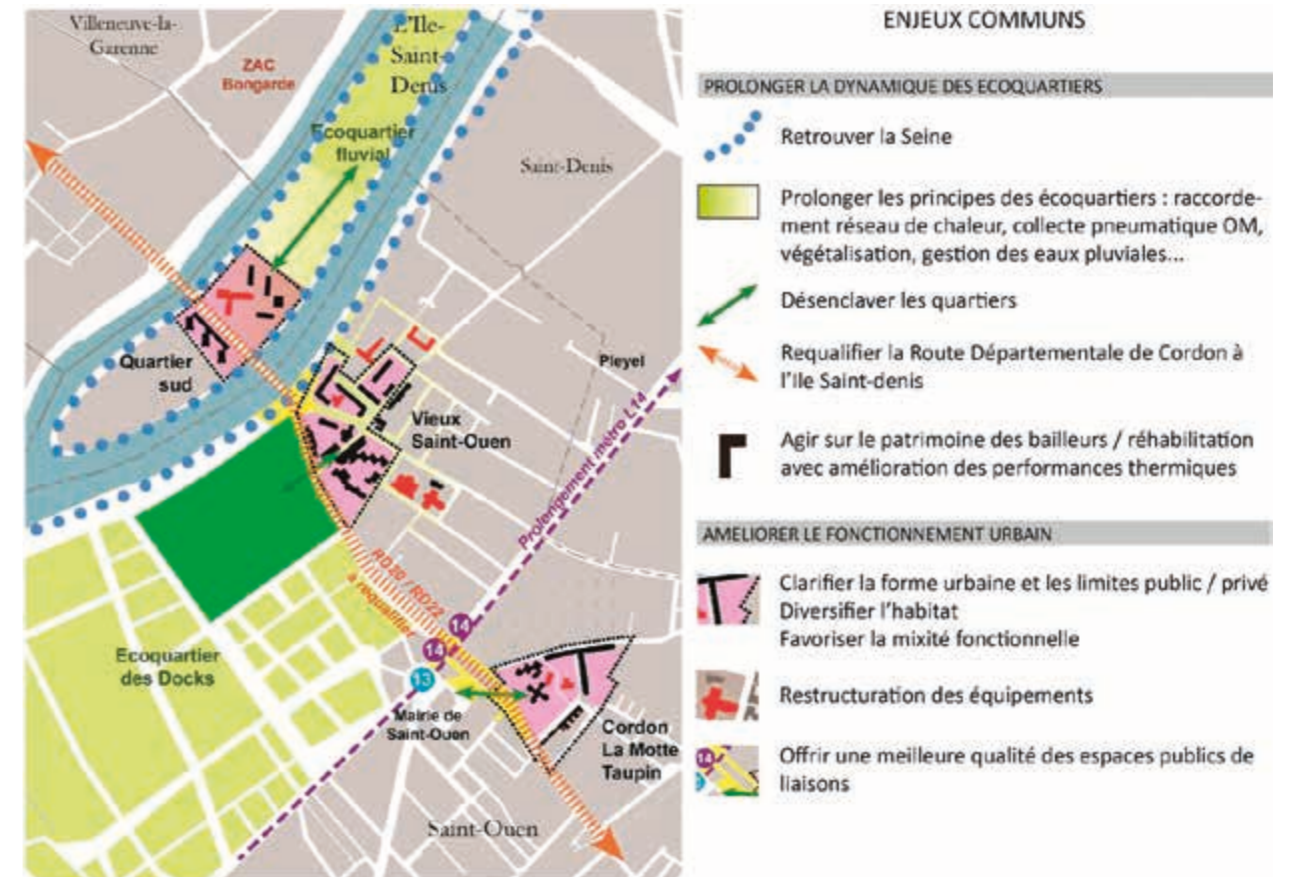 Villeneuve-la-
Garenne
ZAC
Bongarde
L'Ile-
Saint-
Denis
Ecoquartier
fluvial
Saint-Denis
Quartier
sud
Pleyel
Vieux
Saint-Ouen
Prolongement métro L14
RD20 / RD22
à requalifier
14
14
13
Ecoquartier
des Docks
Mairie de
Saint-Ouen
Cordon
La Motte
Taupin
Saint-Ouen
ENJEUX COMMUNS
PROLONGER LA DYNAMIQUE DES ECOQUARTIERS
Retrouver la Seine
Prolonger les principes des écoquartiers : raccorde-
ment réseau de chaleur, collecte pneumatique OM,
végétalisation, gestion des eaux pluviales...
Désenclaver les quartiers
Requalifier la Route Départementale de Cordon à
l'Ile Saint-denis
Agir sur le patrimoine des bailleurs / réhabilitation
avec amélioration des performances thermiques
AMELIORER LE FONCTIONNEMENT URBAIN
Clarifier la forme urbaine et les limites public / privé
Diversifier l'habitat
Favoriser la mixité fonctionnelle
Restructuration des équipements
14
Offrir une meilleure qualité des espaces publics de
liaisons